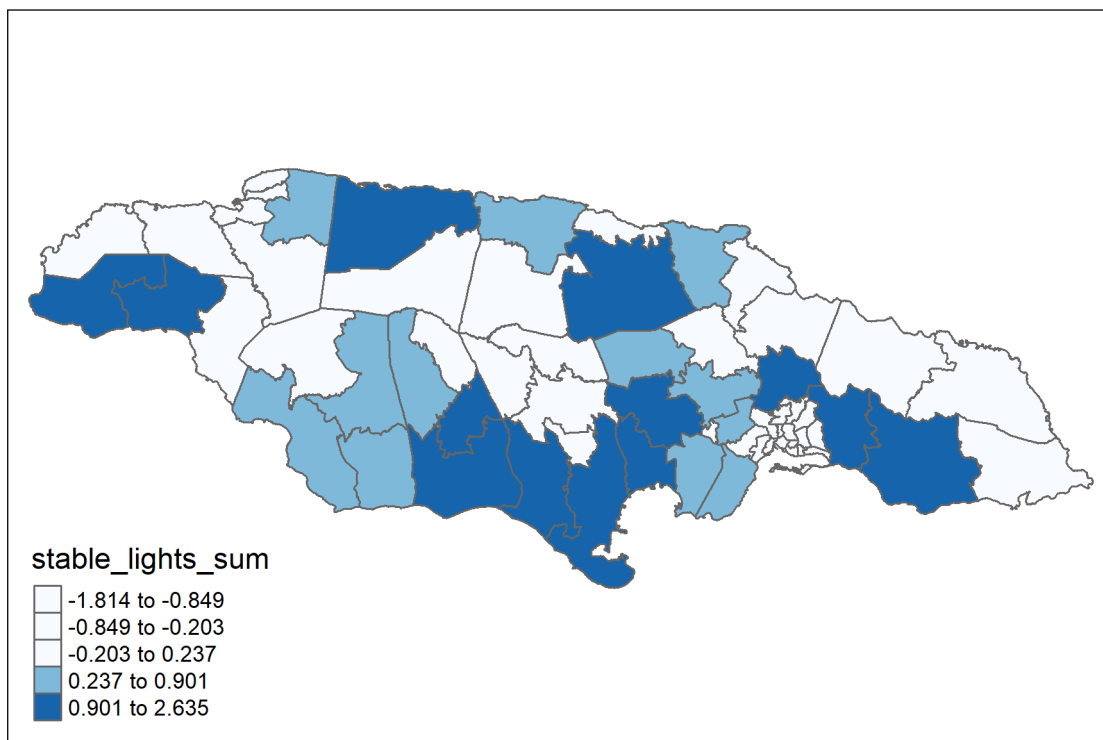 stable_lights_sum
-1.814 to -0.849
-0.849 to -0.203
-0.203 to 0.237
0.237 to 0.901
0.901 to 2.635